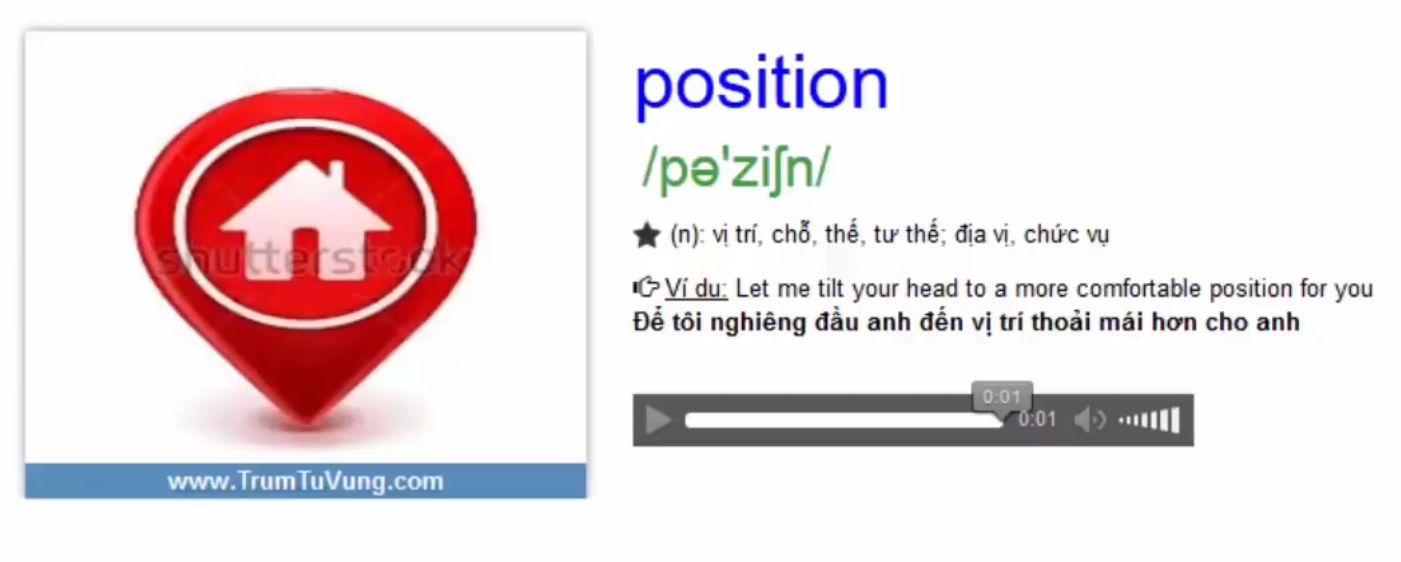 position
/pə'ziʃn/
★ (n): vị trí, chỗ, thế, tư thế; địa vị, chức vụ
Ví dụ: Let me tilt your head to a more comfortable position for you
Để tôi nghiêng đầu anh đến vị trí thoải mái hơn cho anh
0:01
0:01
shutterstock
www.TrumTuVung.com